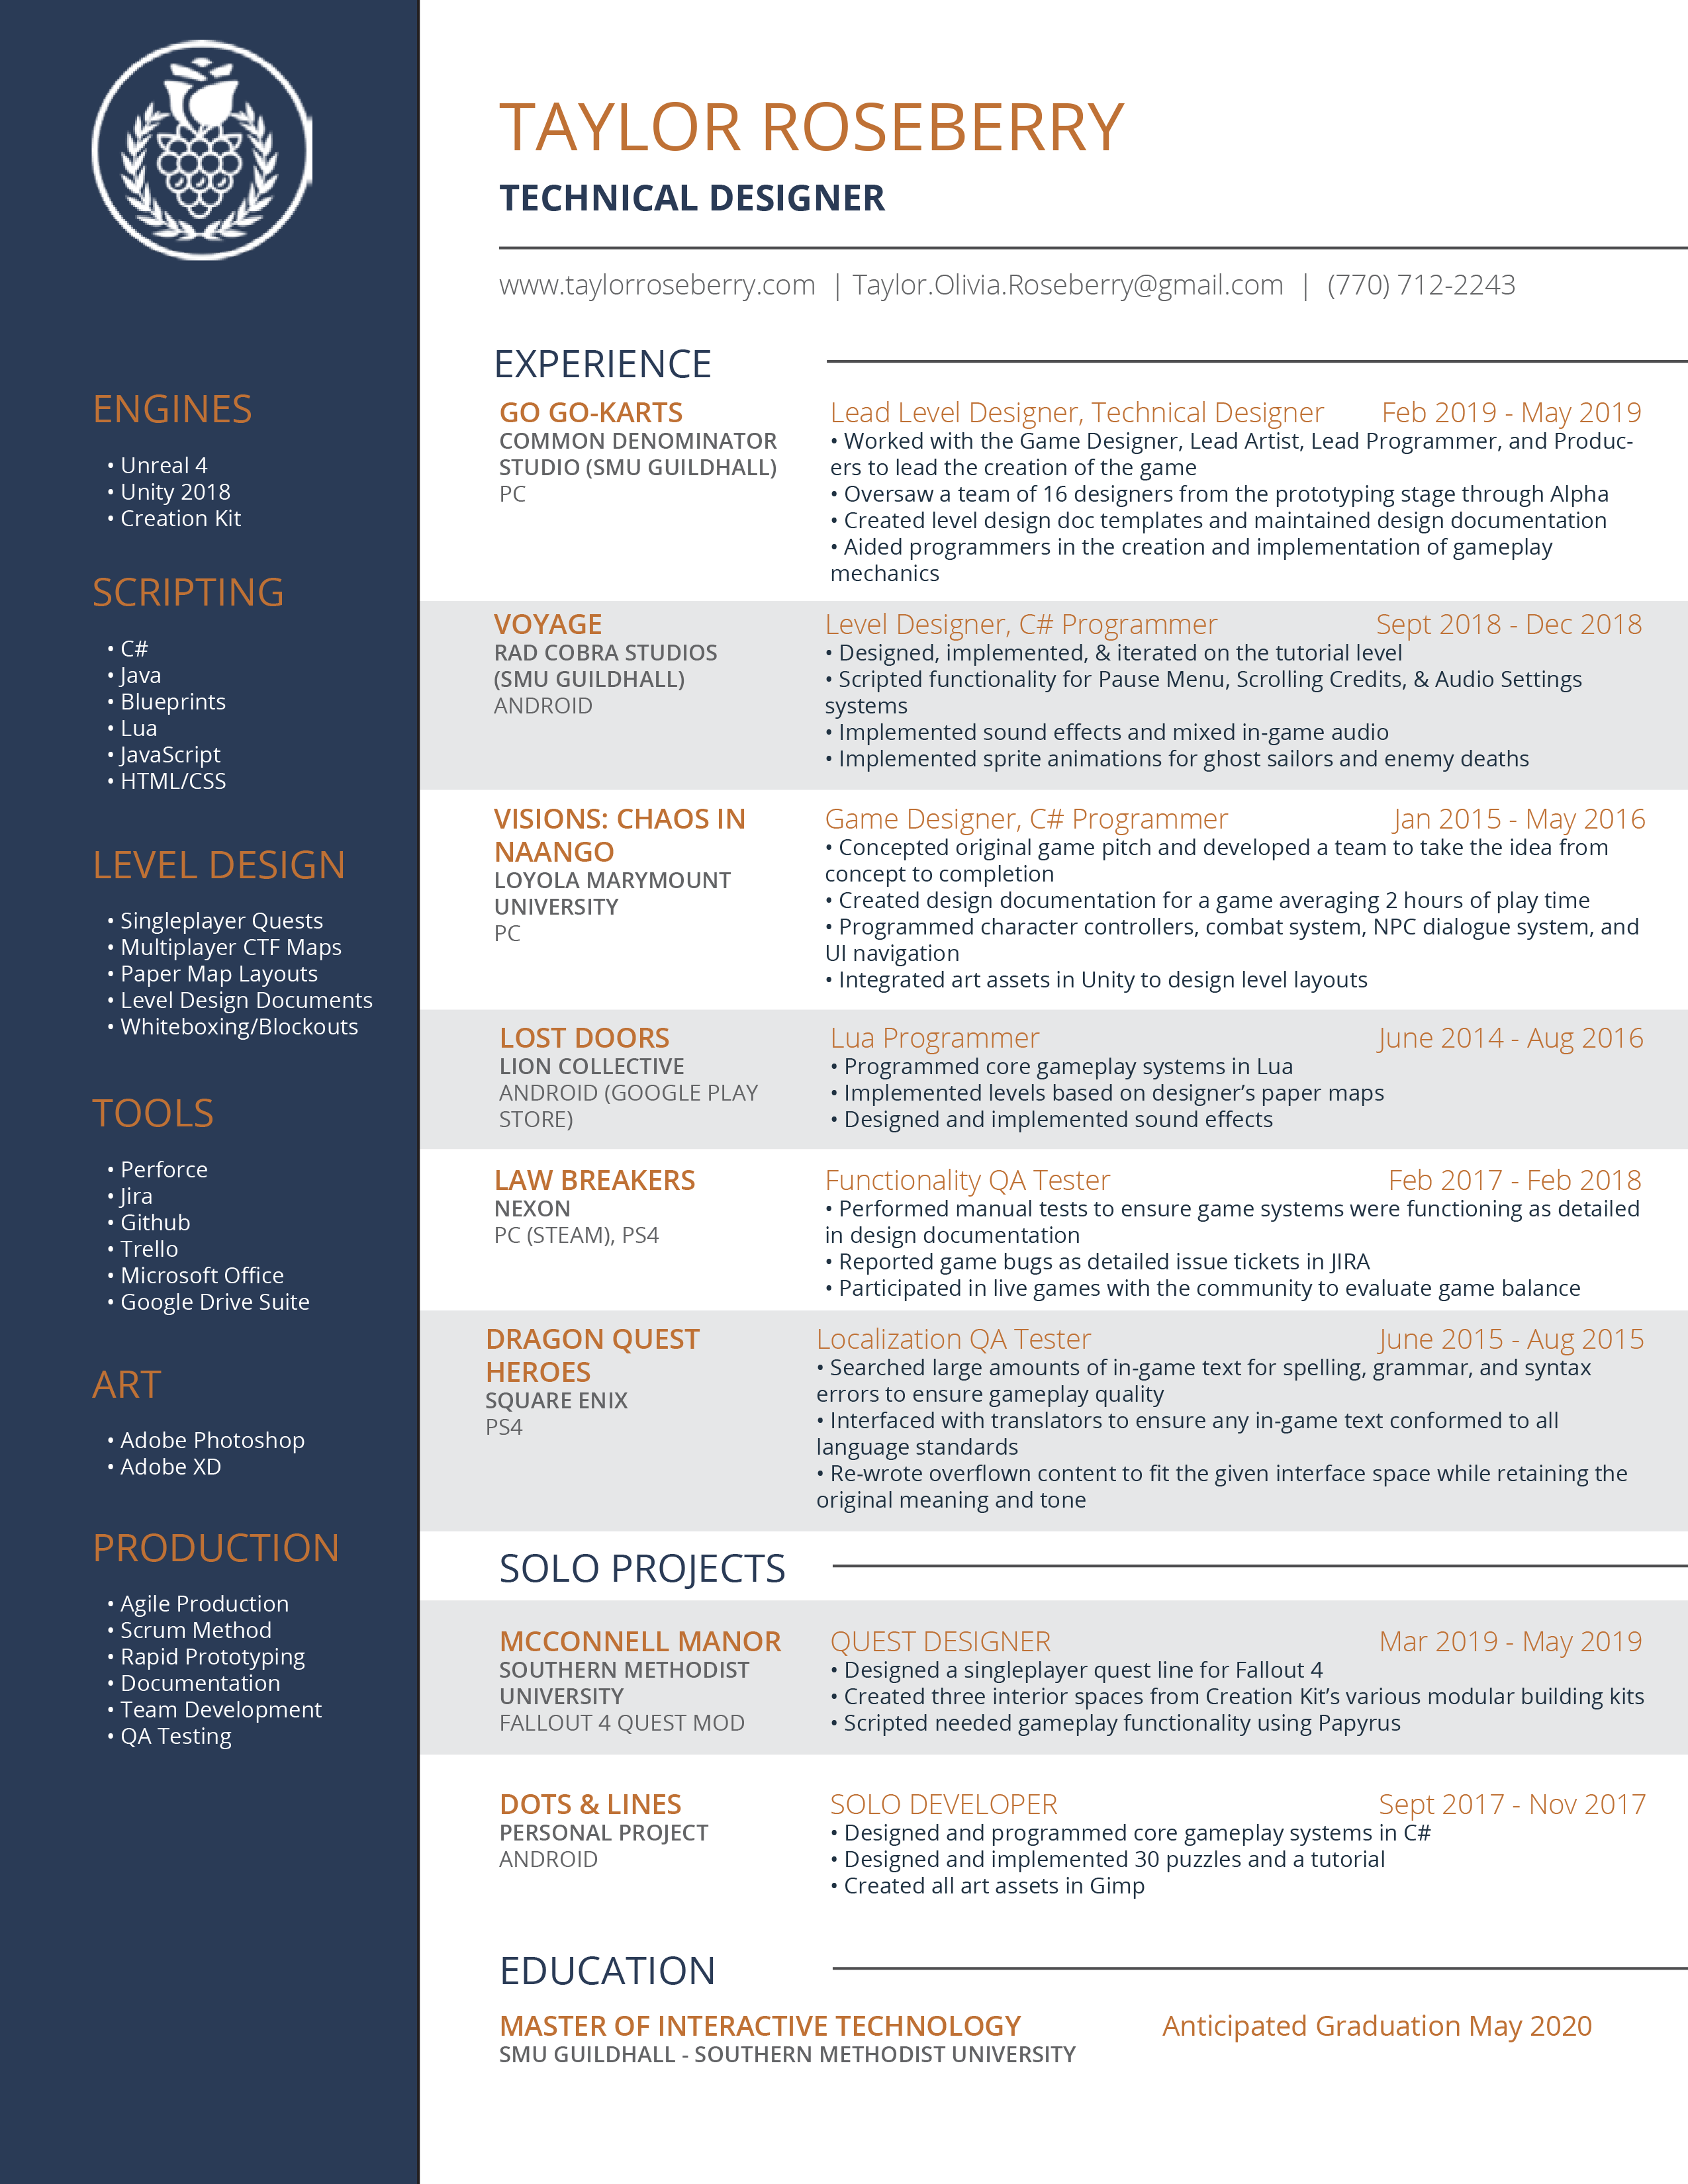 TAYLOR ROSEBERRY
TECHNICAL DESIGNER
www.taylorroseberry.com | Taylor.Olivia.Roseberry@gmail.com | (770) 712-2243
ENGINES
• Unreal 4
• Unity 2018
• Creation Kit
SCRIPTING
• C#
• Java
• Blueprints
• Lua
• JavaScript
• HTML/CSS
LEVEL DESIGN
• Singleplayer Quests
• Multiplayer CTF Maps
• Paper Map Layouts
• Level Design Documents
• Whiteboxing/Blockouts
TOOLS
• Perforce
• Jira
• Github
• Trello
• Microsoft Office
• Google Drive Suite
ART
• Adobe Photoshop
• Adobe XD
PRODUCTION
• Agile Production
• Scrum Method
• Rapid Prototyping
• Documentation
• Team Development
• QA Testing
EXPERIENCE
GO GO-KARTS
COMMON DENOMINATOR
STUDIO (SMU GUILDHALL)
PC
Lead Level Designer, Technical Designer Feb 2019 - May 2019
• Worked with the Game Designer, Lead Artist, Lead Programmer, and Produc-
ers to lead the creation of the game
• Oversaw a team of 16 designers from the prototyping stage through Alpha
• Created level design doc templates and maintained design documentation
• Aided programmers in the creation and implementation of gameplay
mechanics
VOYAGE
RAD COBRA STUDIOS
(SMU GUILDHALL)
ANDROID
Level Designer, C# Programmer Sept 2018 - Dec 2018
• Designed, implemented, & iterated on the tutorial level
• Scripted functionality for Pause Menu, Scrolling Credits, & Audio Settings
systems
• Implemented sound effects and mixed in-game audio
• Implemented sprite animations for ghost sailors and enemy deaths
VISIONS: CHAOS IN
NAANGO
LOYOLA MARYMOUNT
UNIVERSITY
PC
Game Designer, C# Programmer Jan 2015 - May 2016
• Concepted original game pitch and developed a team to take the idea from
concept to completion
• Created design documentation for a game averaging 2 hours of play time
• Programmed character controllers, combat system, NPC dialogue system, and
UI navigation
• Integrated art assets in Unity to design level layouts
LOST DOORS
LION COLLECTIVE
ANDROID (GOOGLE PLAY
STORE)
Lua Programmer June 2014 - Aug 2016
• Programmed core gameplay systems in Lua
• Implemented levels based on designer’s paper maps
• Designed and implemented sound effects
LAW BREAKERS
NEXON
PC (STEAM), PS4
Functionality QA Tester Feb 2017 - Feb 2018
• Performed manual tests to ensure game systems were functioning as detailed
in design documentation
• Reported game bugs as detailed issue tickets in JIRA
• Participated in live games with the community to evaluate game balance
DRAGON QUEST
HEROES
SQUARE ENIX
PS4
Localization QA Tester June 2015 - Aug 2015
• Searched large amounts of in-game text for spelling, grammar, and syntax
errors to ensure gameplay quality
• Interfaced with translators to ensure any in-game text conformed to all
language standards
• Re-wrote overflown content to fit the given interface space while retaining the
original meaning and tone
SOLO PROJECTS
MCCONNELL MANOR
SOUTHERN METHODIST
UNIVERSITY
FALLOUT 4 QUEST MOD
QUEST DESIGNER Mar 2019 - May 2019
• Designed a singleplayer quest line for Fallout 4
• Created three interior spaces from Creation Kit’s various modular building kits
• Scripted needed gameplay functionality using Papyrus
DOTS & LINES
PERSONAL PROJECT
ANDROID
SOLO DEVELOPER Sept 2017 - Nov 2017
• Designed and programmed core gameplay systems in C#
• Designed and implemented 30 puzzles and a tutorial
• Created all art assets in Gimp
EDUCATION
MASTER OF INTERACTIVE TECHNOLOGY Anticipated Graduation May 2020
SMU GUILDHALL - SOUTHERN METHODIST UNIVERSITY